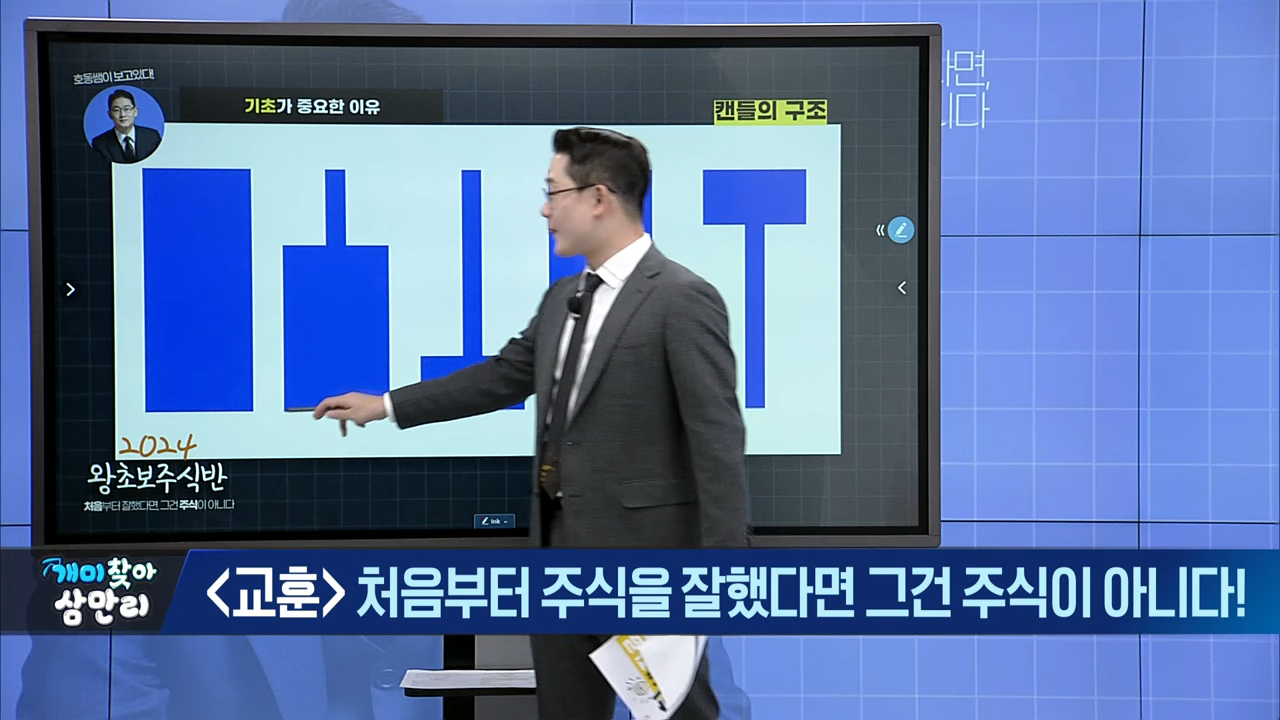 호동쌤이 보고있다!
기초가 중요한 이유
캔들의 구조
2024
왕초보주식반
처음부터 잘했다면, 그건 주식이 아니다
Ink
개미찾아
삼만리
<교훈> 처음부터 주식을 잘했다면 그건 주식이 아니다!